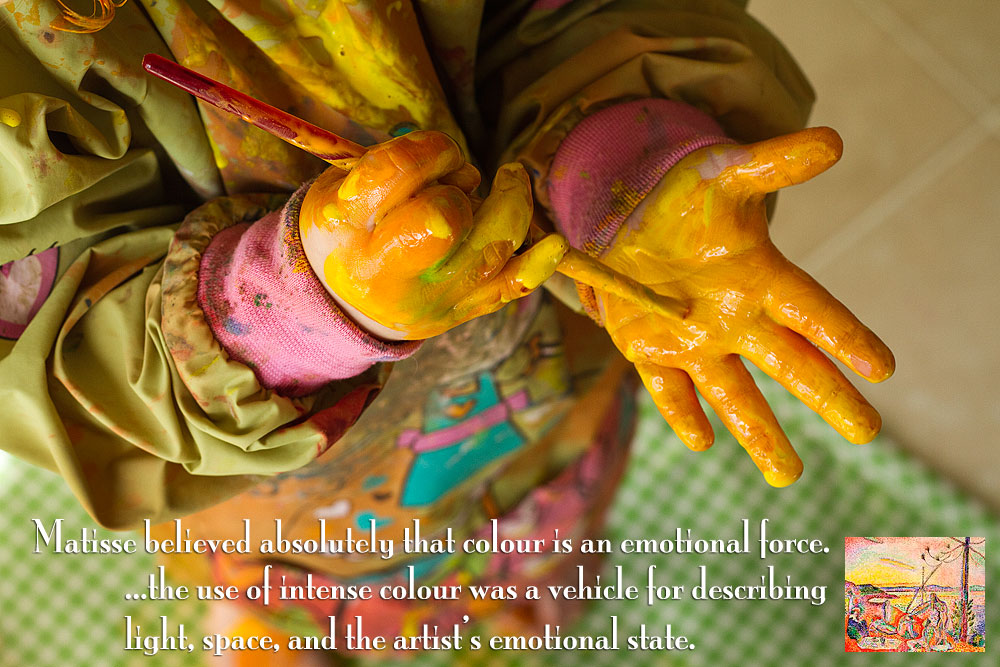 Matisse believed absolutely that colour is an emotional force.
...the use of intense colour was a vehicle for describing
light, space, and the artist's emotional state.